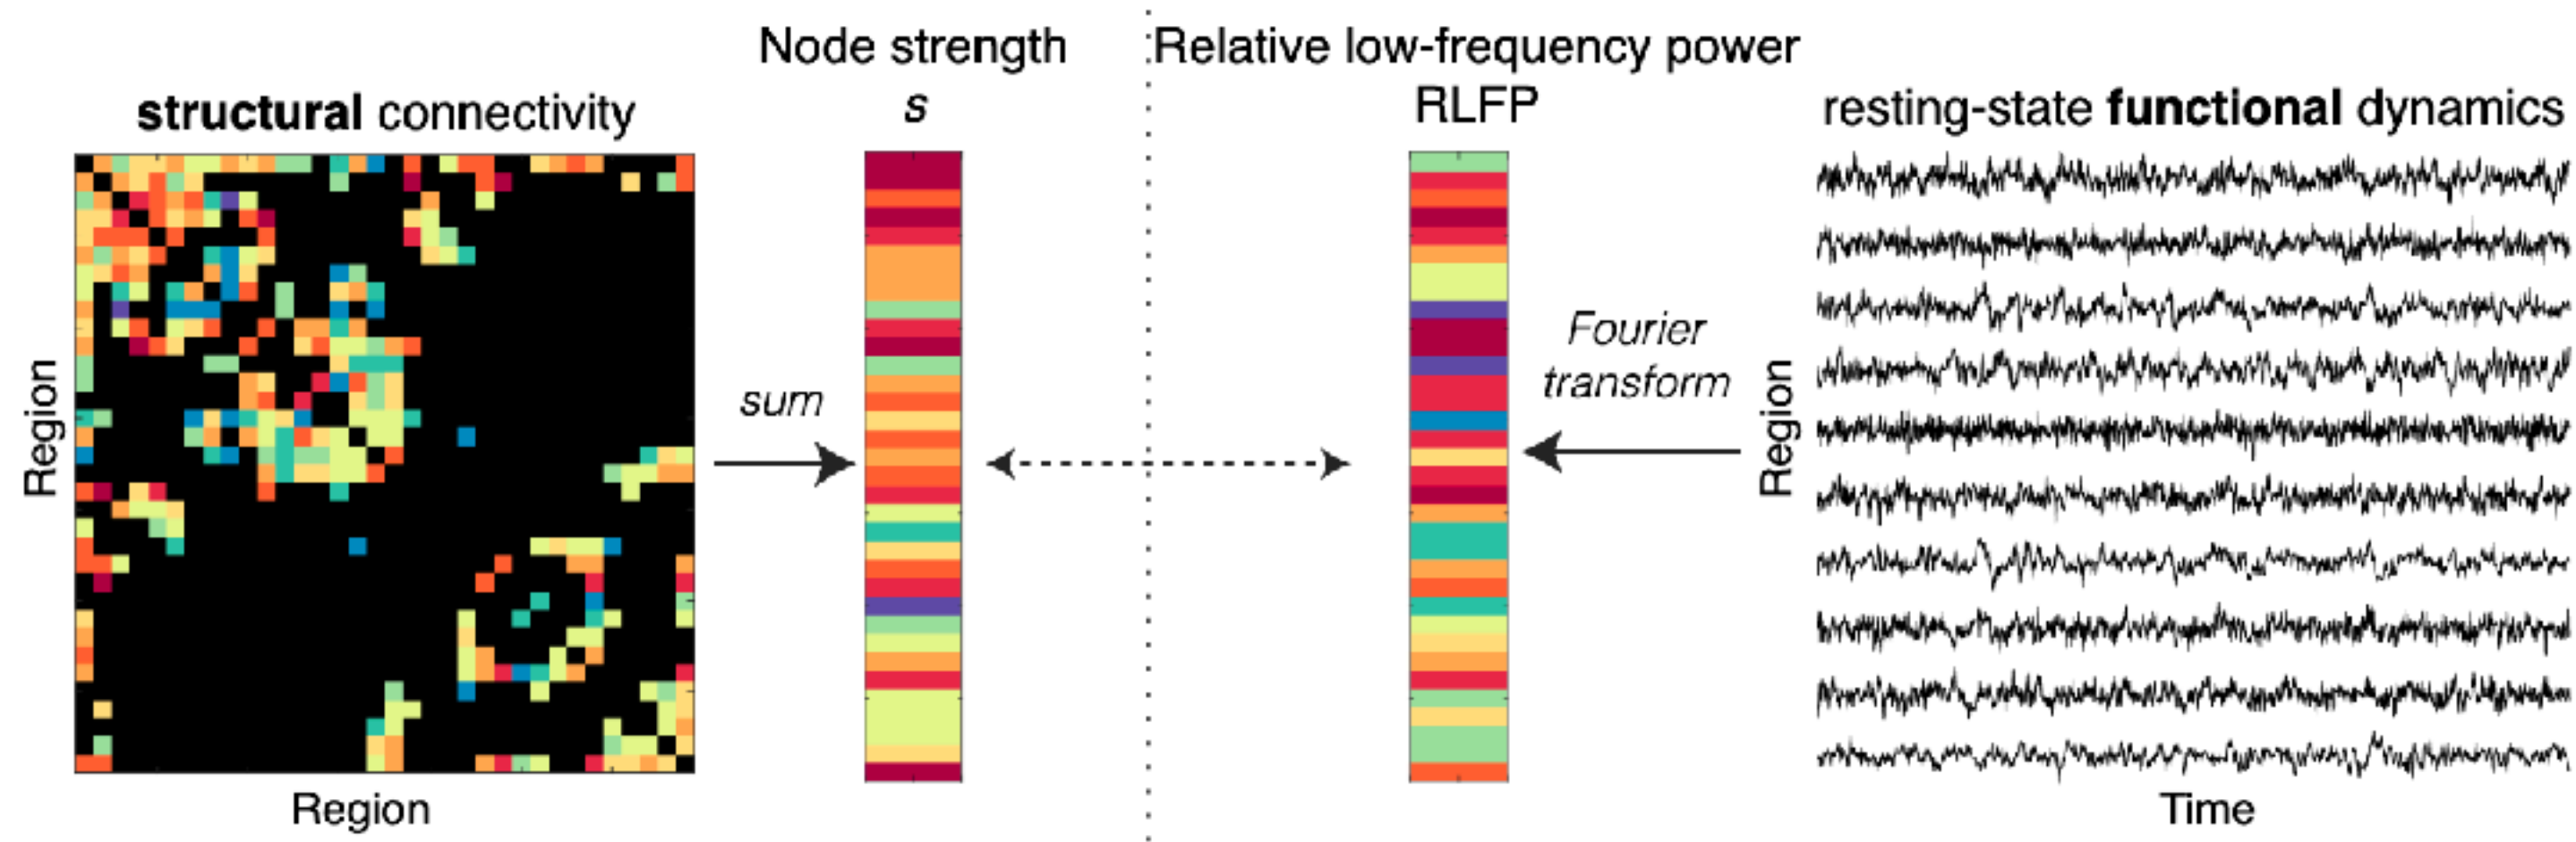 Node strength
s
Relative low-frequency power
RLFP
structural connectivity
resting-state functional dynamics
Region
Region
sum
Fourier
transform
Region
Time